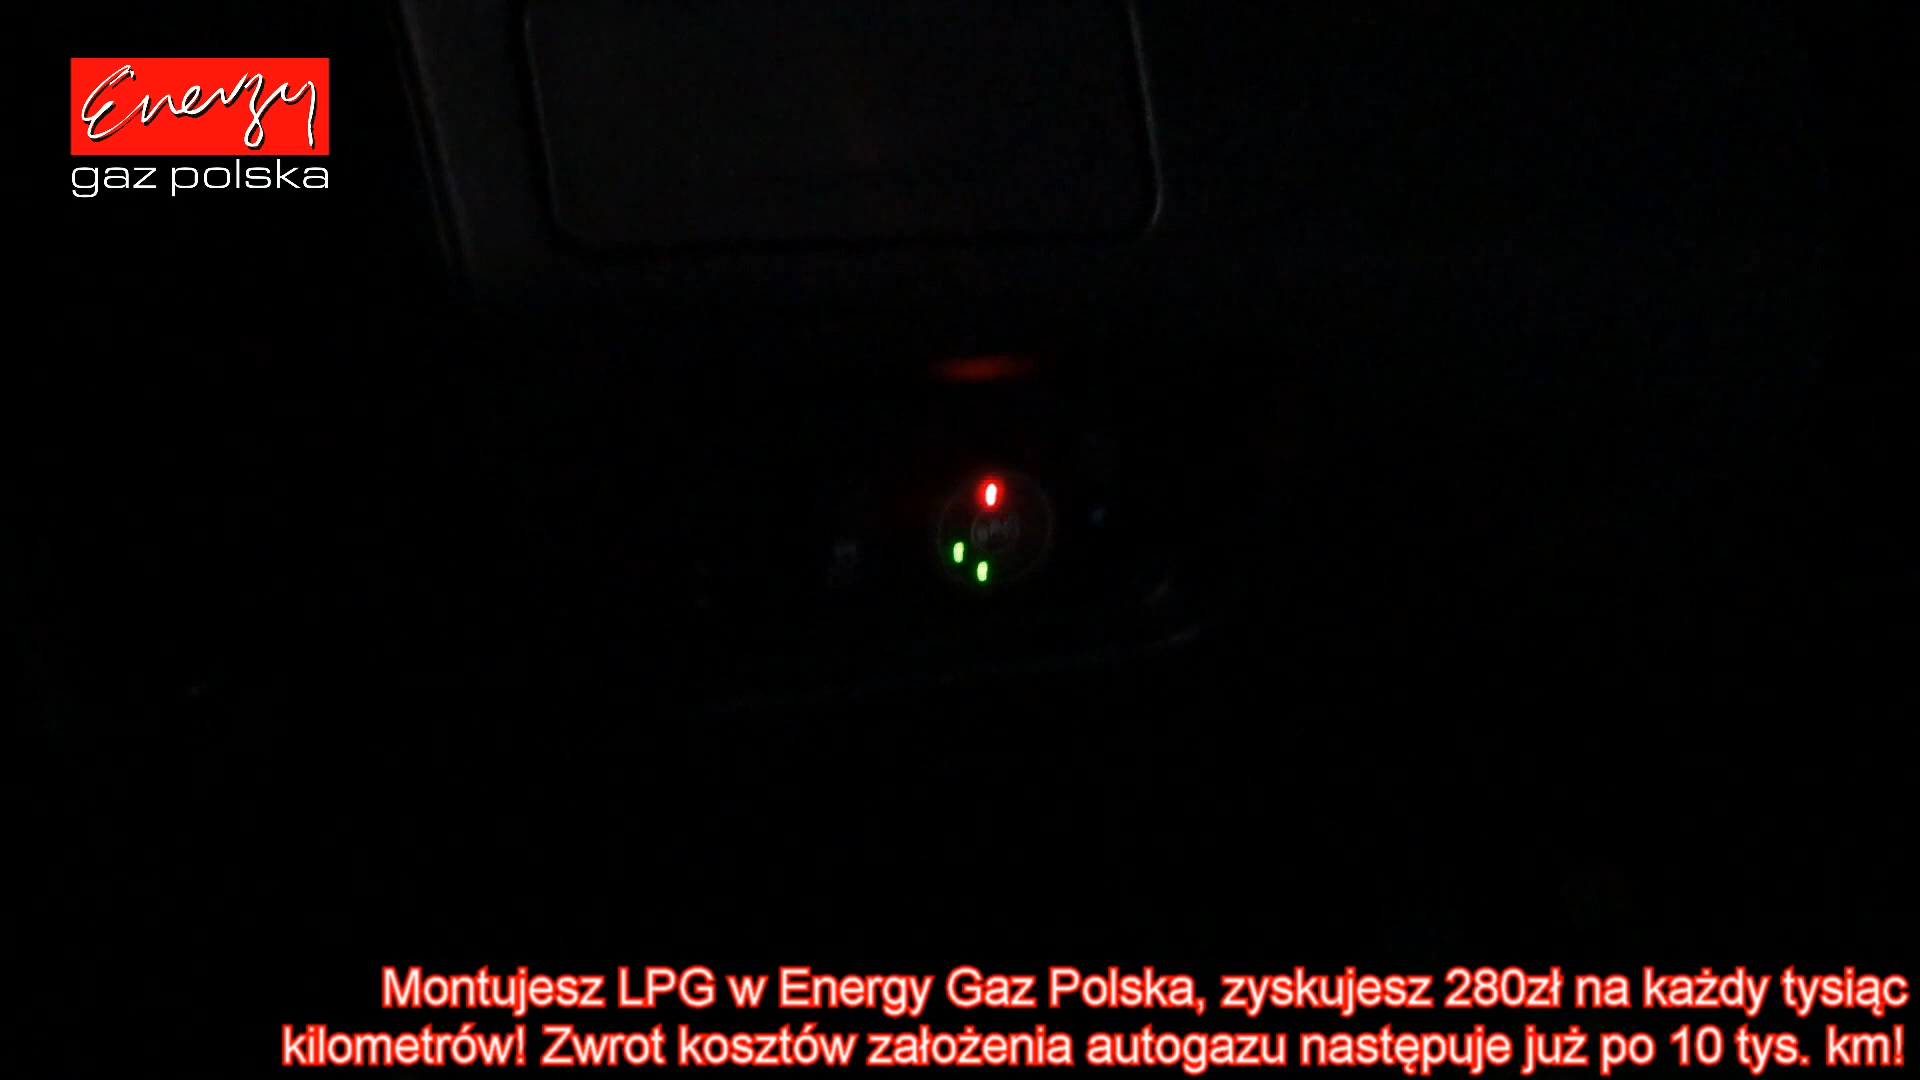 Energy
gaz polska
Montujesz LPG w Energy Gaz Polska, zyskujesz 280zł na każdy tysiąc
kilometrów! Zwrot kosztów założenia autogazu następuje już po 10 tys. km!